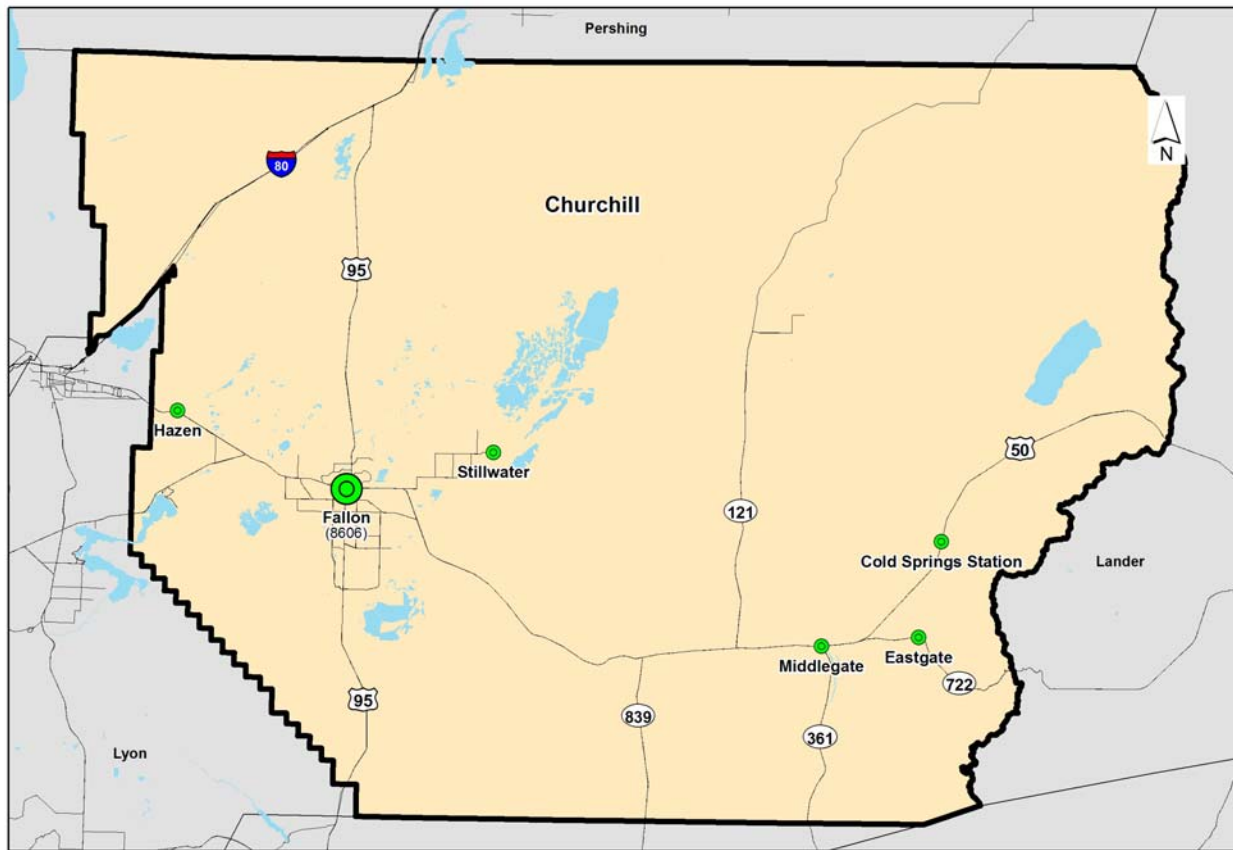 Pershing
N
80
Churchill
95
Hazen
Stillwater
50
Fallon
(8606)
121
Cold Springs Station
Lander
Middlegate
Eastgate
722
95
839
361
Lyon